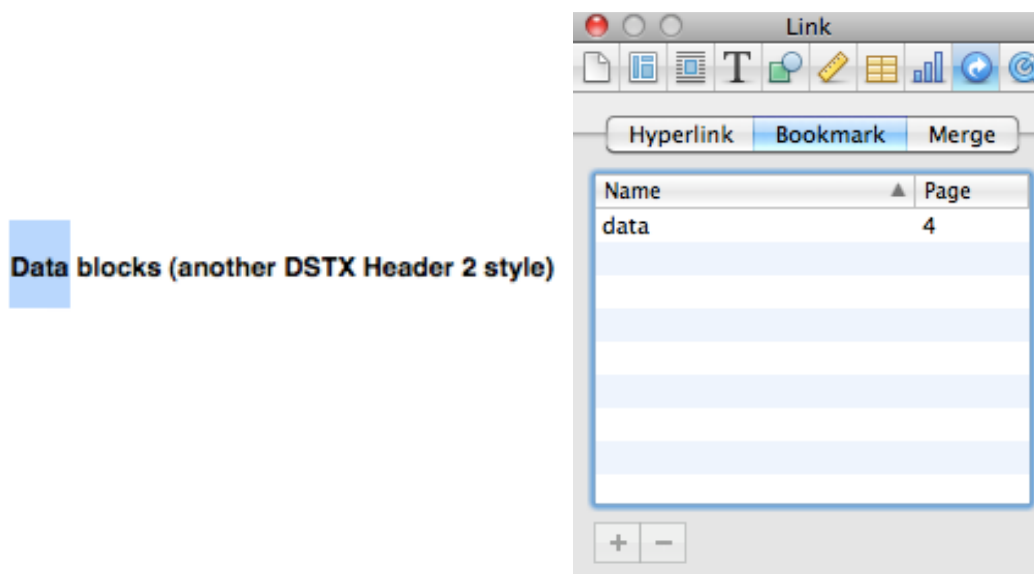 Link
T
Hyperlink Bookmark Merge
Name Page
data 4
Data blocks (another DSTX Header 2 style)